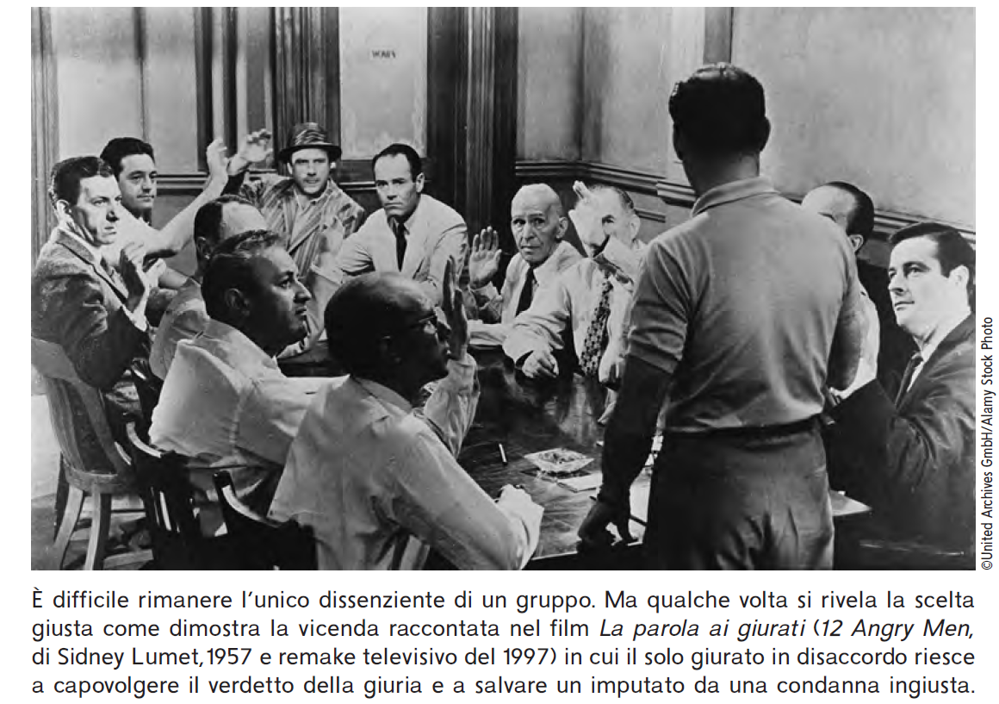 È difficile rimanere l'unico dissenziente di un gruppo. Ma qualche volta si rivela la scelta
giusta come dimostra la vicenda raccontata nel film La parola ai giurati (12 Angry Men,
di Sidney Lumet, 1957 e remake televisivo del 1997) in cui il solo giurato in disaccordo riesce
a capovolgere il verdetto della giuria e a salvare un imputato da una condanna ingiusta.
©United Archives GmbH/Alamy Stock Photo